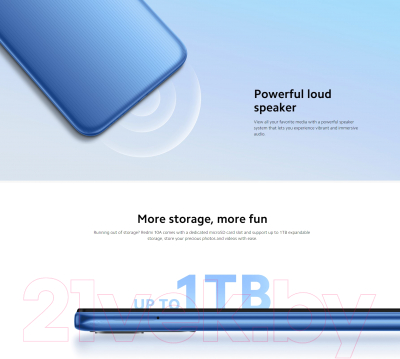 Powerful loud
speaker
View all your favorite media with a powerful speaker
system that lets you experience vibrant and immersive
audio.
More storage, more fun
Running out of storage? Redmi 10A comes with a dedicated microSD card slot and support up to 1TB expandable
storage, store your precious photos and videos with ease.
UP TO 1TB
21vek.by